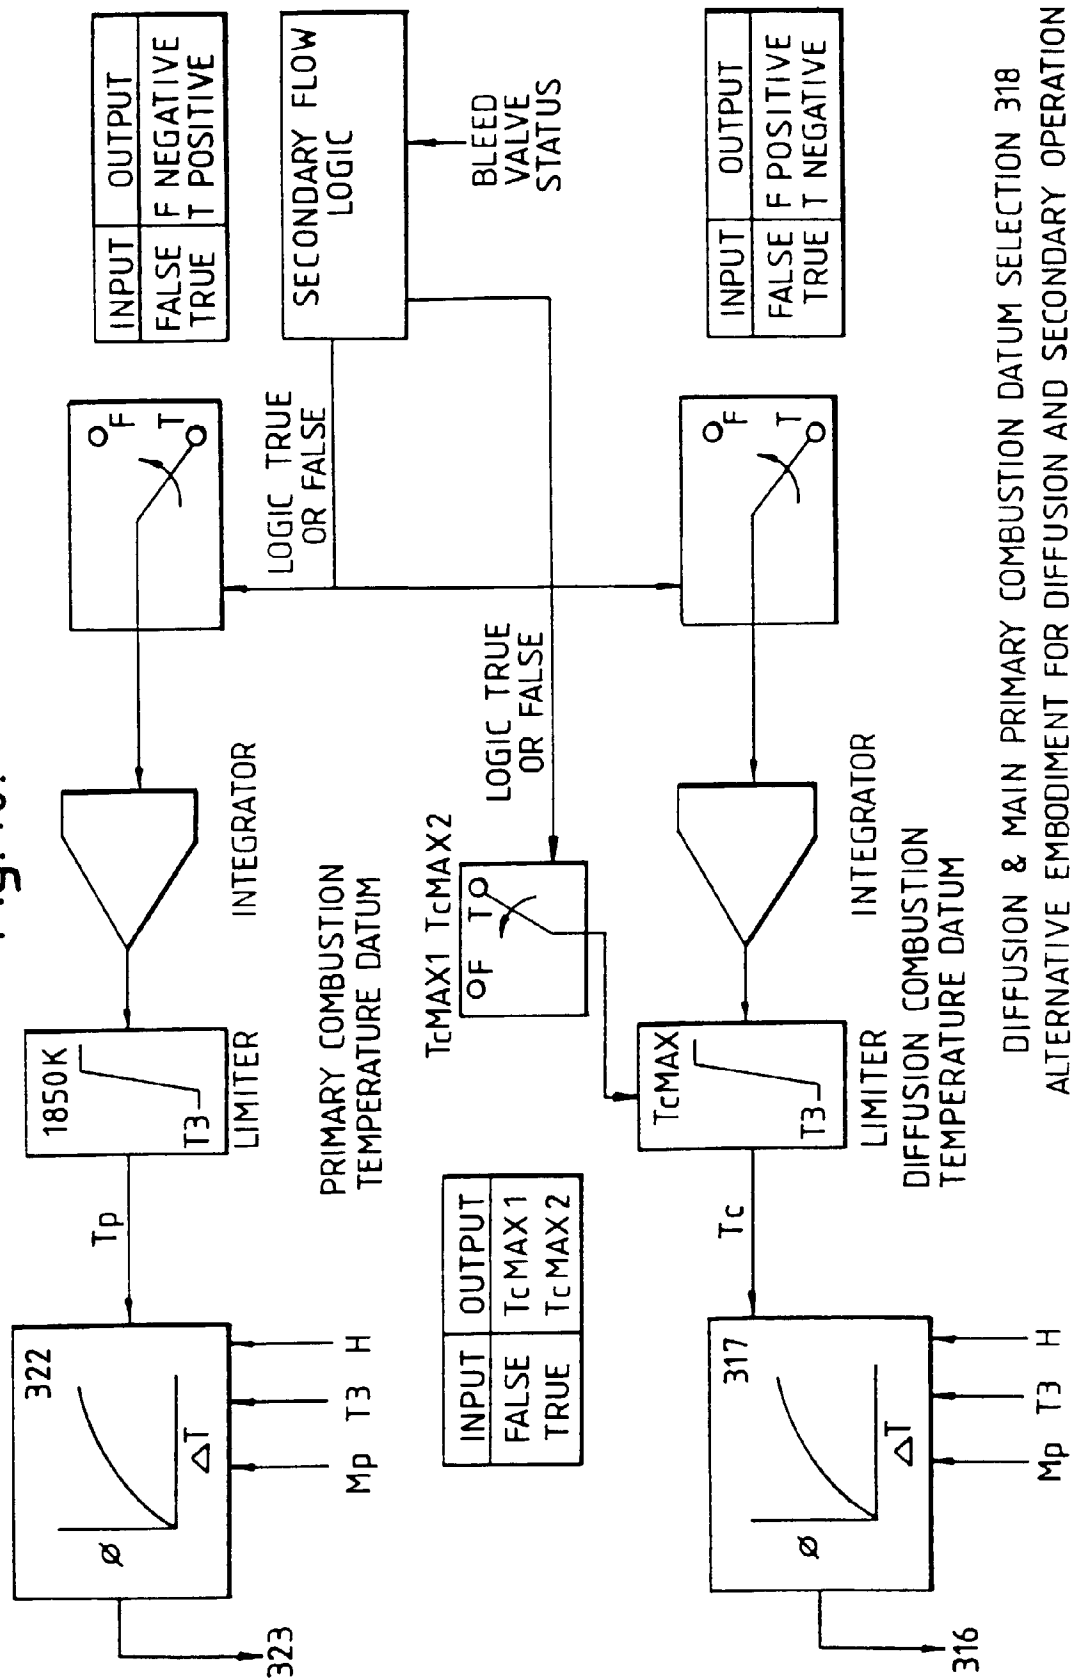 Fig.
322
Ø
ΔT
323
Mp T3 H
Tp
1850K
T3
LIMITER
PRIMARY COMBUSTION
TEMPERATURE DATUM
INTEGRATOR
F
T
INPUT OUTPUT
FALSE F NEGATIVE
TRUE T POSITIVE
LOGIC TRUE
OR FALSE
SECONDARY FLOW
LOGIC
BLEED
VALVE
STATUS
INPUT OUTPUT
FALSE TcMAX1
TRUE TcMAX2
TcMAX1 TcMAX2
F T
LOGIC TRUE
OR FALSE
317
Ø
ΔT
316
Mp T3 H
Tc
TcMAX
T3
LIMITER
DIFFUSION COMBUSTION
TEMPERATURE DATUM
INTEGRATOR
F
T
INPUT OUTPUT
FALSE F POSITIVE
TRUE T NEGATIVE
DIFFUSION & MAIN PRIMARY COMBUSTION DATUM SELECTION 318
ALTERNATIVE EMBODIMENT FOR DIFFUSION AND SECONDARY OPERATION